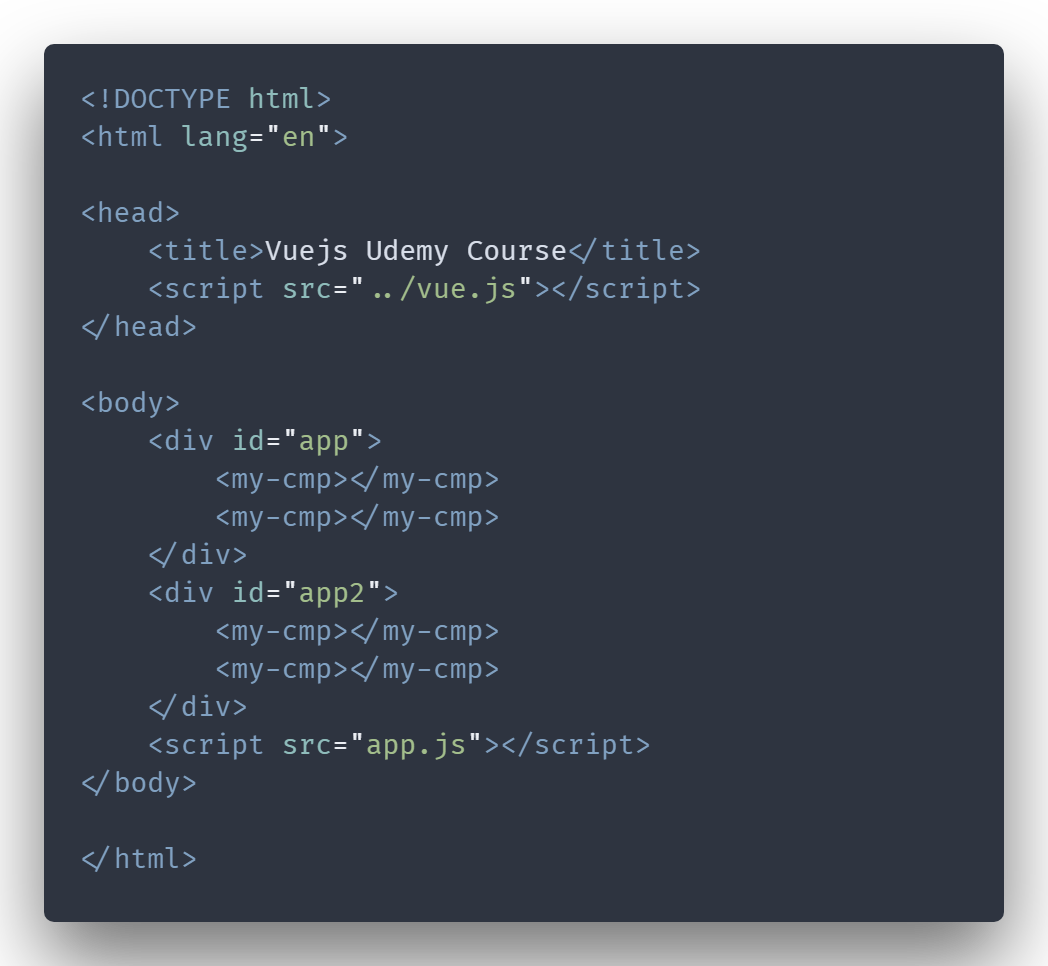 <!DOCTYPE html>
<html lang="en">
<head>
<title>Vuejs Udemy Course</title>
<script src="../vue.js"></script>
</head>
<body>
<div id="app">
<my-cmp></my-cmp>
<my-cmp></my-cmp>
</div>
<div id="app2">
<my-cmp></my-cmp>
<my-cmp></my-cmp>
</div>
<script src="app.js"></script>
</body>
</html>